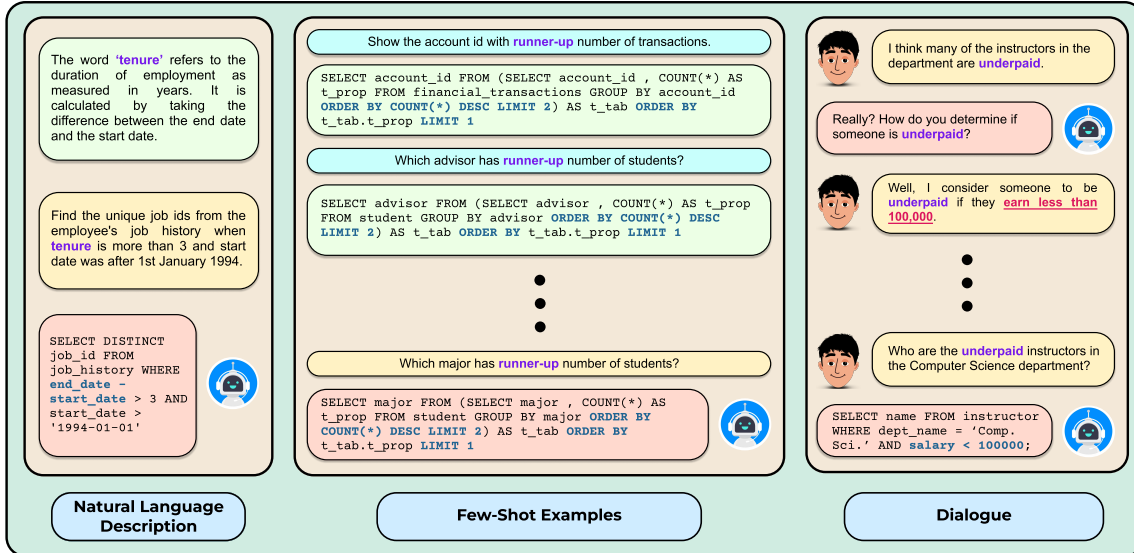 The word ‘tenure’ refers to the
duration of employment as
measured in years. It is
calculated by taking the
difference between the end date
and the start date.
Find the unique job ids from the
employee's job history when
tenure is more than 3 and start
date was after 1st January 1994.
SELECT DISTINCT
job_id FROM
job_history WHERE
end_date -
start_date > 3 AND
start_date >
'1994-01-01'
Natural Language
Description
Show the account id with runner-up number of transactions.
SELECT account_id FROM (SELECT account_id , COUNT(*) AS
t_prop FROM financial_transactions GROUP BY account_id
ORDER BY COUNT(*) DESC LIMIT 2) AS t_tab ORDER BY
t_tab.t_prop LIMIT 1
Which advisor has runner-up number of students?
SELECT advisor FROM (SELECT advisor , COUNT(*) AS t_prop
FROM student GROUP BY advisor ORDER BY COUNT(*) DESC
LIMIT 2) AS t_tab ORDER BY t_tab.t_prop LIMIT 1
Which major has runner-up number of students?
SELECT major FROM (SELECT major , COUNT(*) AS
t_prop FROM student GROUP BY major ORDER BY
COUNT(*) DESC LIMIT 2) AS t_tab ORDER BY
t_tab.t_prop LIMIT 1
Few-Shot Examples
I think many of the instructors in the
department are underpaid.
Really? How do you determine if
someone is underpaid?
Well, I consider someone to be
underpaid if they earn less than
100,000.
Who are the underpaid instructors in
the Computer Science department?
SELECT name FROM instructor
WHERE dept_name = ‘Comp.
Sci.’ AND salary < 100000;
Dialogue